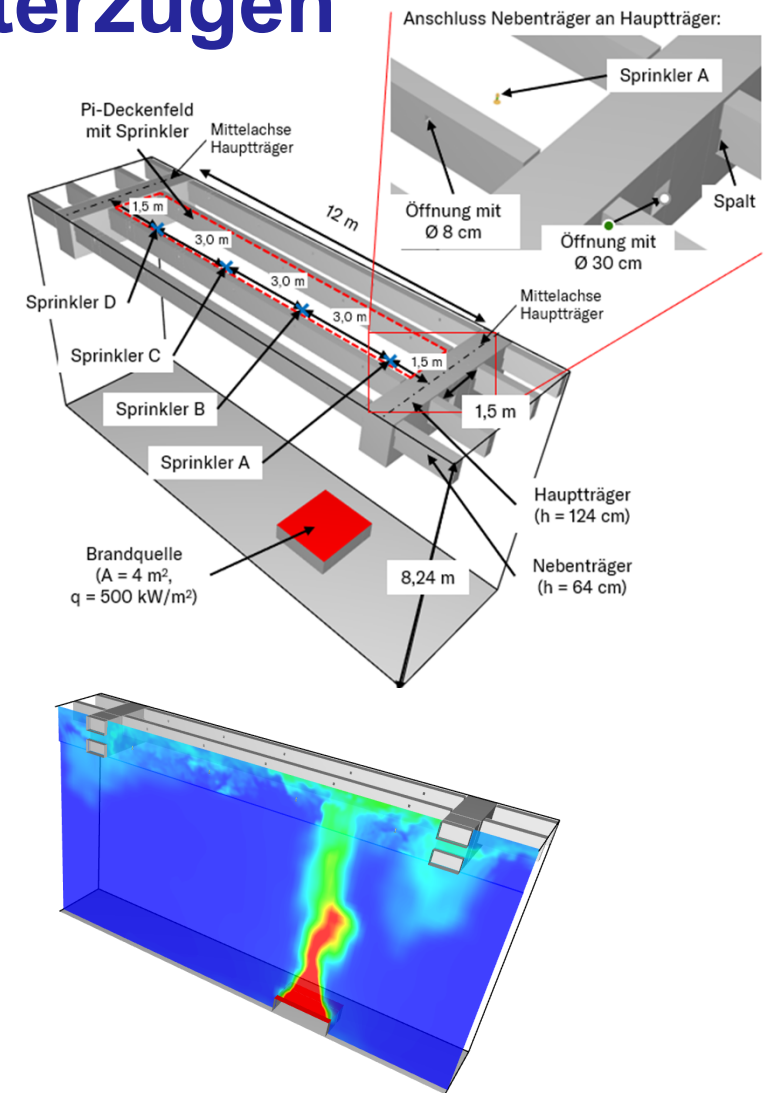 terzügen
Anschluss Nebenträger an Hauptträger:
Sprinkler A
Öffnung mit
Ø 8 cm
Spalt
Öffnung mit
Ø 30 cm
Pi-Deckenfeld
mit Sprinkler
Mittelachse
Hauptträger
1,5 m
12 m
3,0 m
3,0 m
3,0 m
1,5 m
Mittelachse
Hauptträger
Sprinkler D
Sprinkler C
Sprinkler B
Sprinkler A
1,5 m
Hauptträger
(h = 124 cm)
Brandquelle
(A = 4 m²,
q = 500 kW/m²)
8,24 m
Nebenträger
(h = 64 cm)